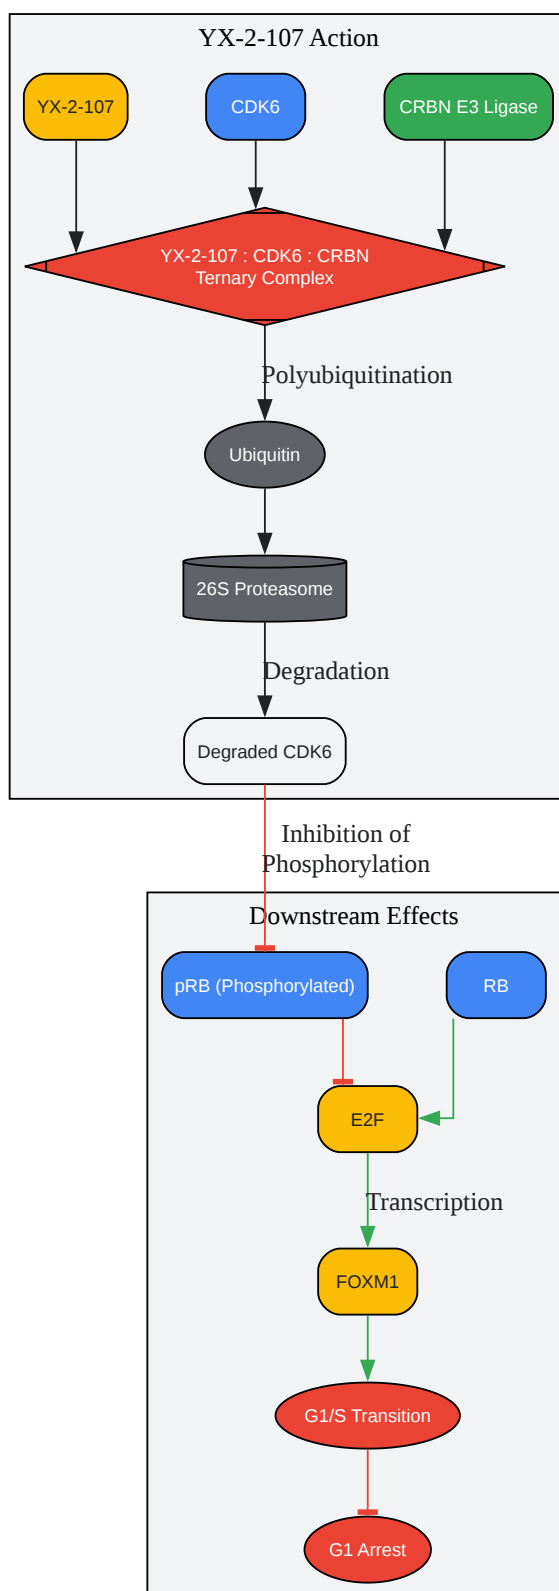 YX-2-107 Action
YX-2-107
CDK6
CRBN E3 Ligase
YX-2-107 : CDK6 : CRBN
Ternary Complex
Polyubiquitination
Ubiquitin
26S Proteasome
Degradation
Degraded CDK6
Inhibition of
Phosphorylation
Downstream Effects
pRB (Phosphorylated)
RB
E2F
Transcription
FOXM1
G1/S Transition
G1 Arrest